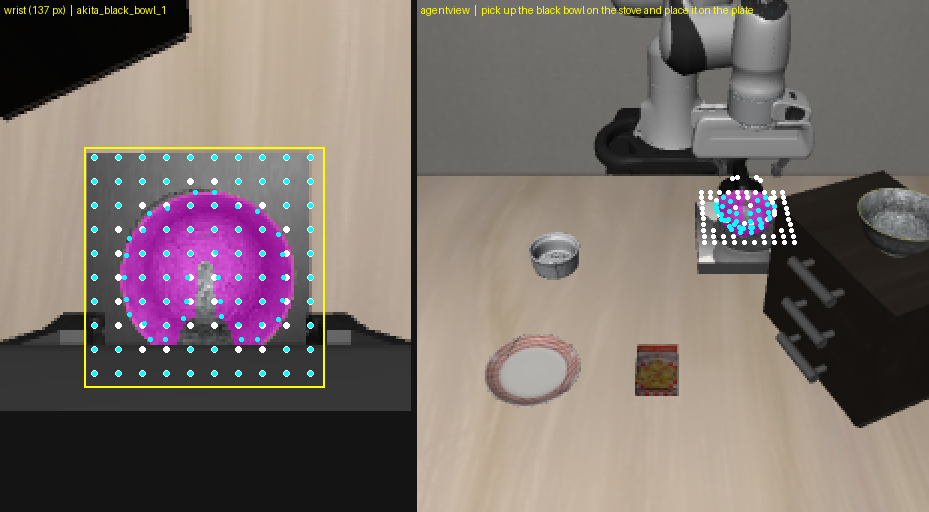 wrist (137 px) | akita_black_bowl_1
agentview | pick up the black bowl on the stove and place it on the plate